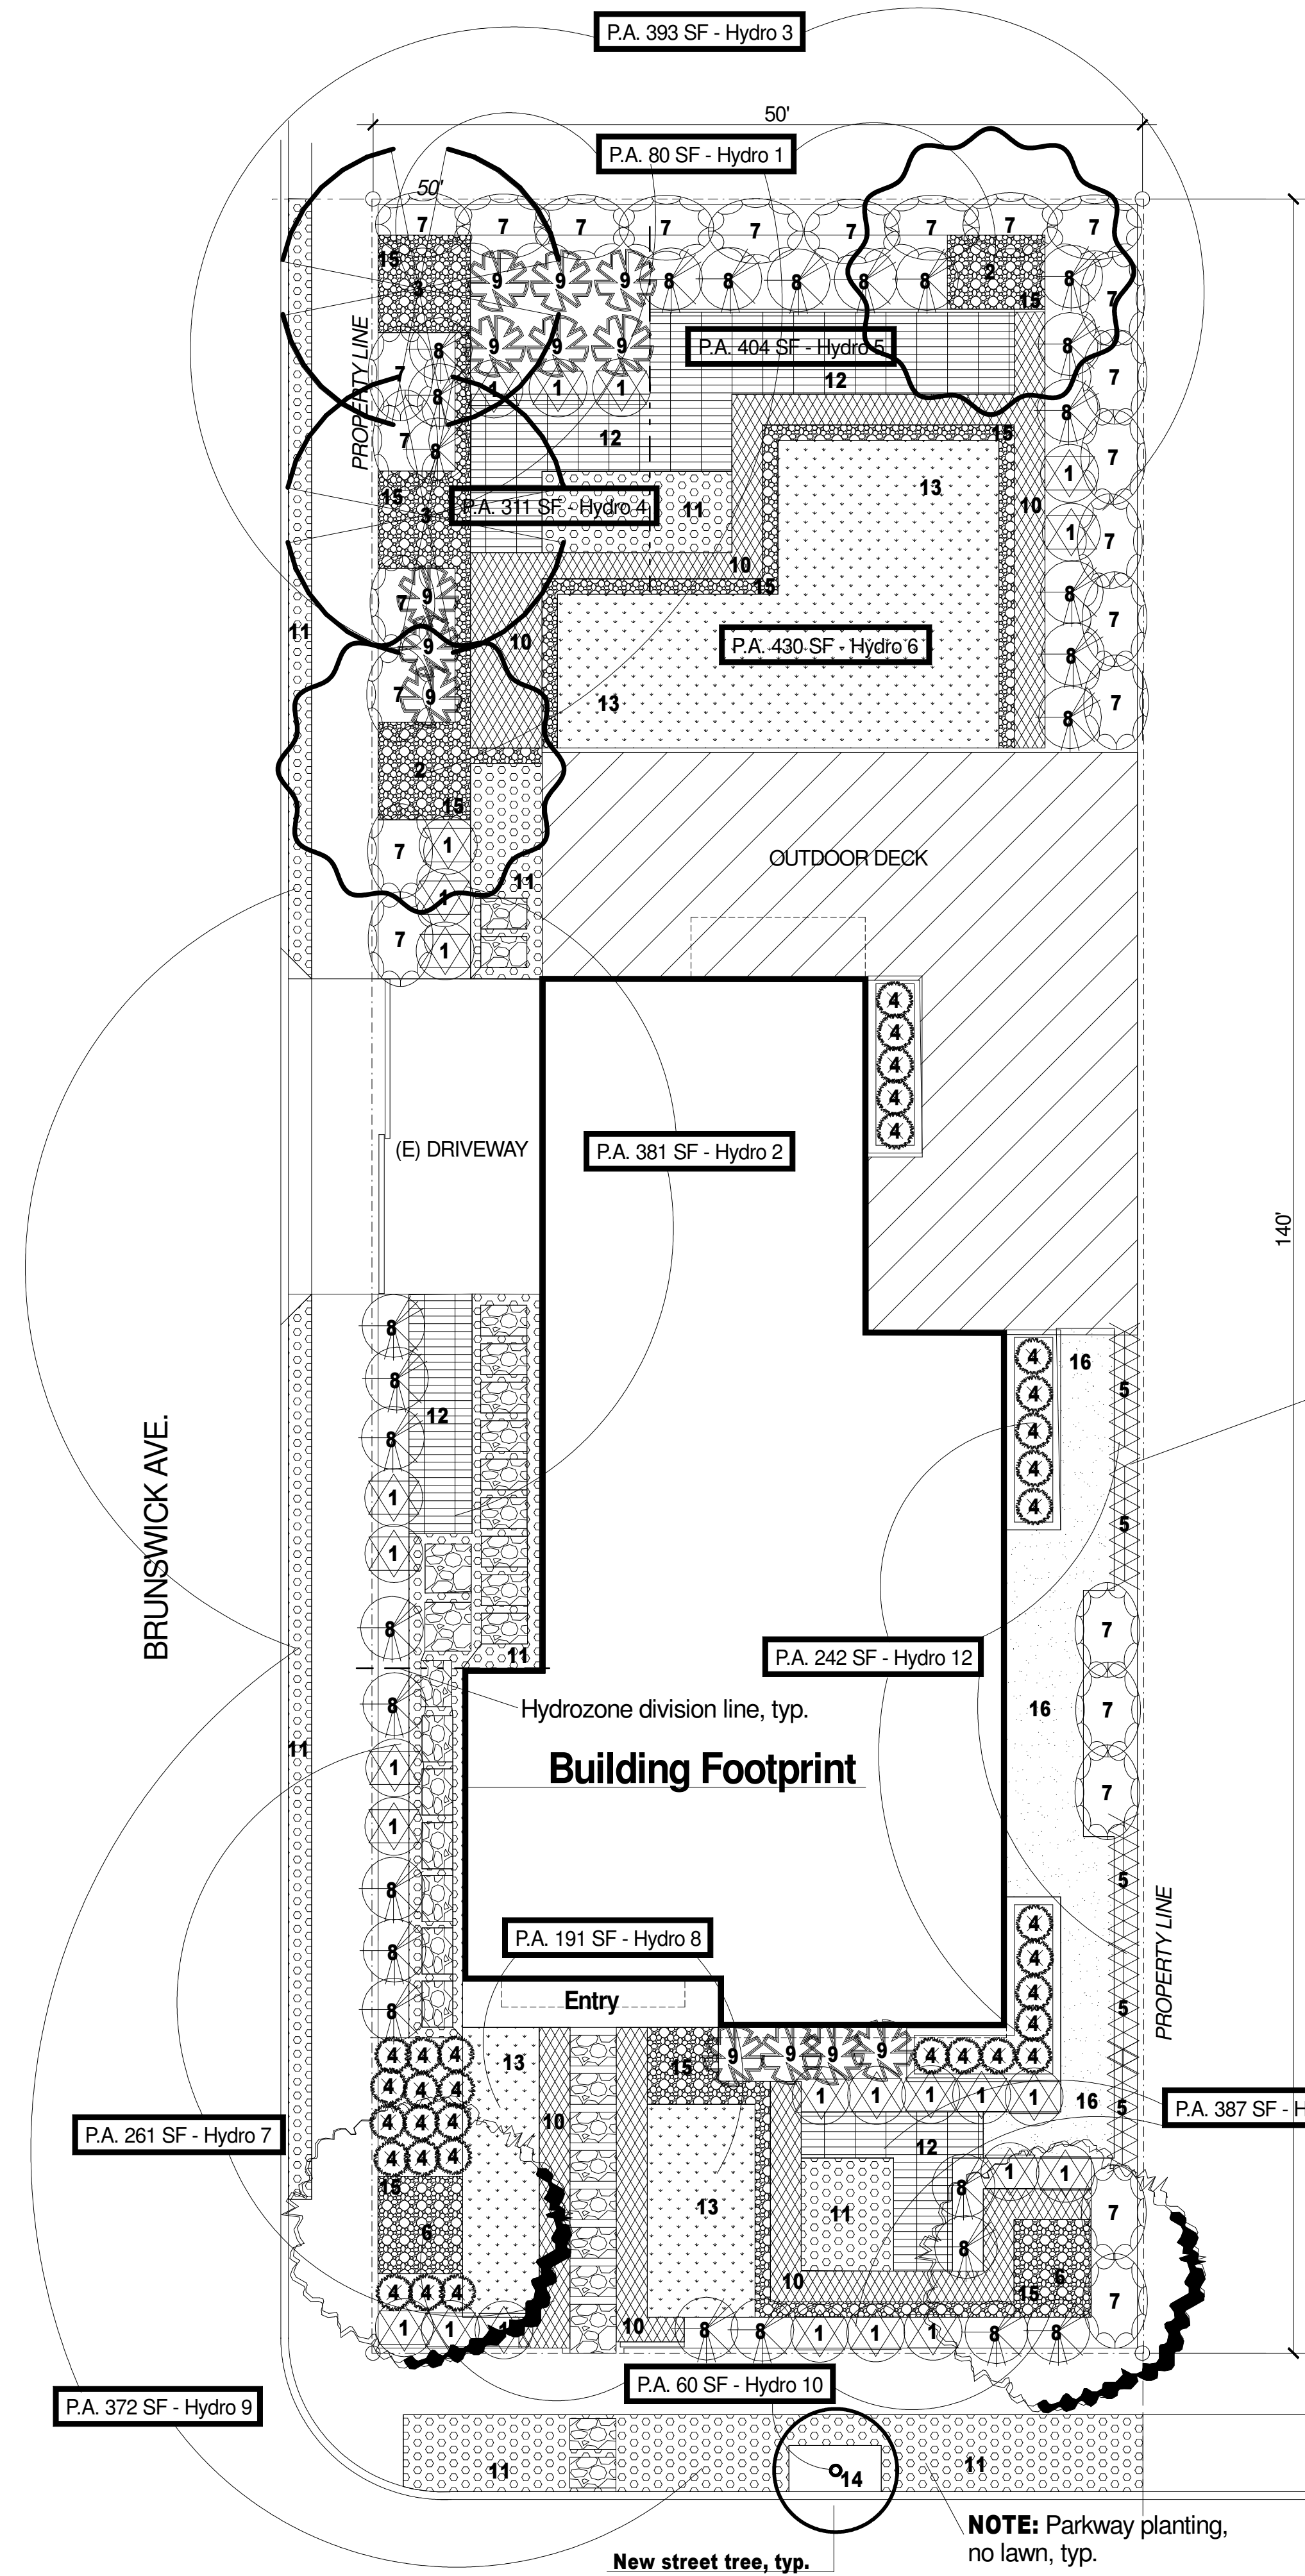 P.A. 393 SF - Hydro 3
50'
P.A. 80 SF - Hydro 1
50'
7 7 7 7 7 7 7 7 7
15 3 9 9 9 8 8 8 8 8 2 15 8 7
PROPERTY LINE
8 9 9 9 P.A. 404 SF - Hydro 5 8
7 8 1 1 1 12 7
7 8 12 15 8 7
15 3 P.A. 311 SF - Hydro 4 11 13 10 1
10 15 1 7
7 9 8
11 9 10 P.A. 430 SF - Hydro 6 8 7
7 9 13 8 7
2 15
7 1 OUTDOOR DECK
1 11
7 1
4
4
4
4
4
(E) DRIVEWAY
P.A. 381 SF - Hydro 2
140'
8
8 12
8
1
1
8
11
4 16
4 5
4
4
4
5
BRUNSWICK AVE.
P.A. 242 SF - Hydro 12
7
16 7
7
8 Hydrozone division line, typ.
11 1 Building Footprint
1
8
8
8
5
PROPERTY LINE
P.A. 191 SF - Hydro 8
Entry
4
4
4
4
5
4 4 4 13 15 9 9 9 9 4 4 4 4
4 4 4 1 1 1 1 1 16 5
4 4 4 10 P.A. 387 SF - H
P.A. 261 SF - Hydro 7
4 4 4 12
15 8 1 1
6 13 11 7
8
4 4 4 10 15 6 7
1 1 1 10 8 8 1 1 1 8 8
P.A. 60 SF - Hydro 10
P.A. 372 SF - Hydro 9
11 14 11
NOTE: Parkway planting,
no lawn, typ.
New street tree, typ.